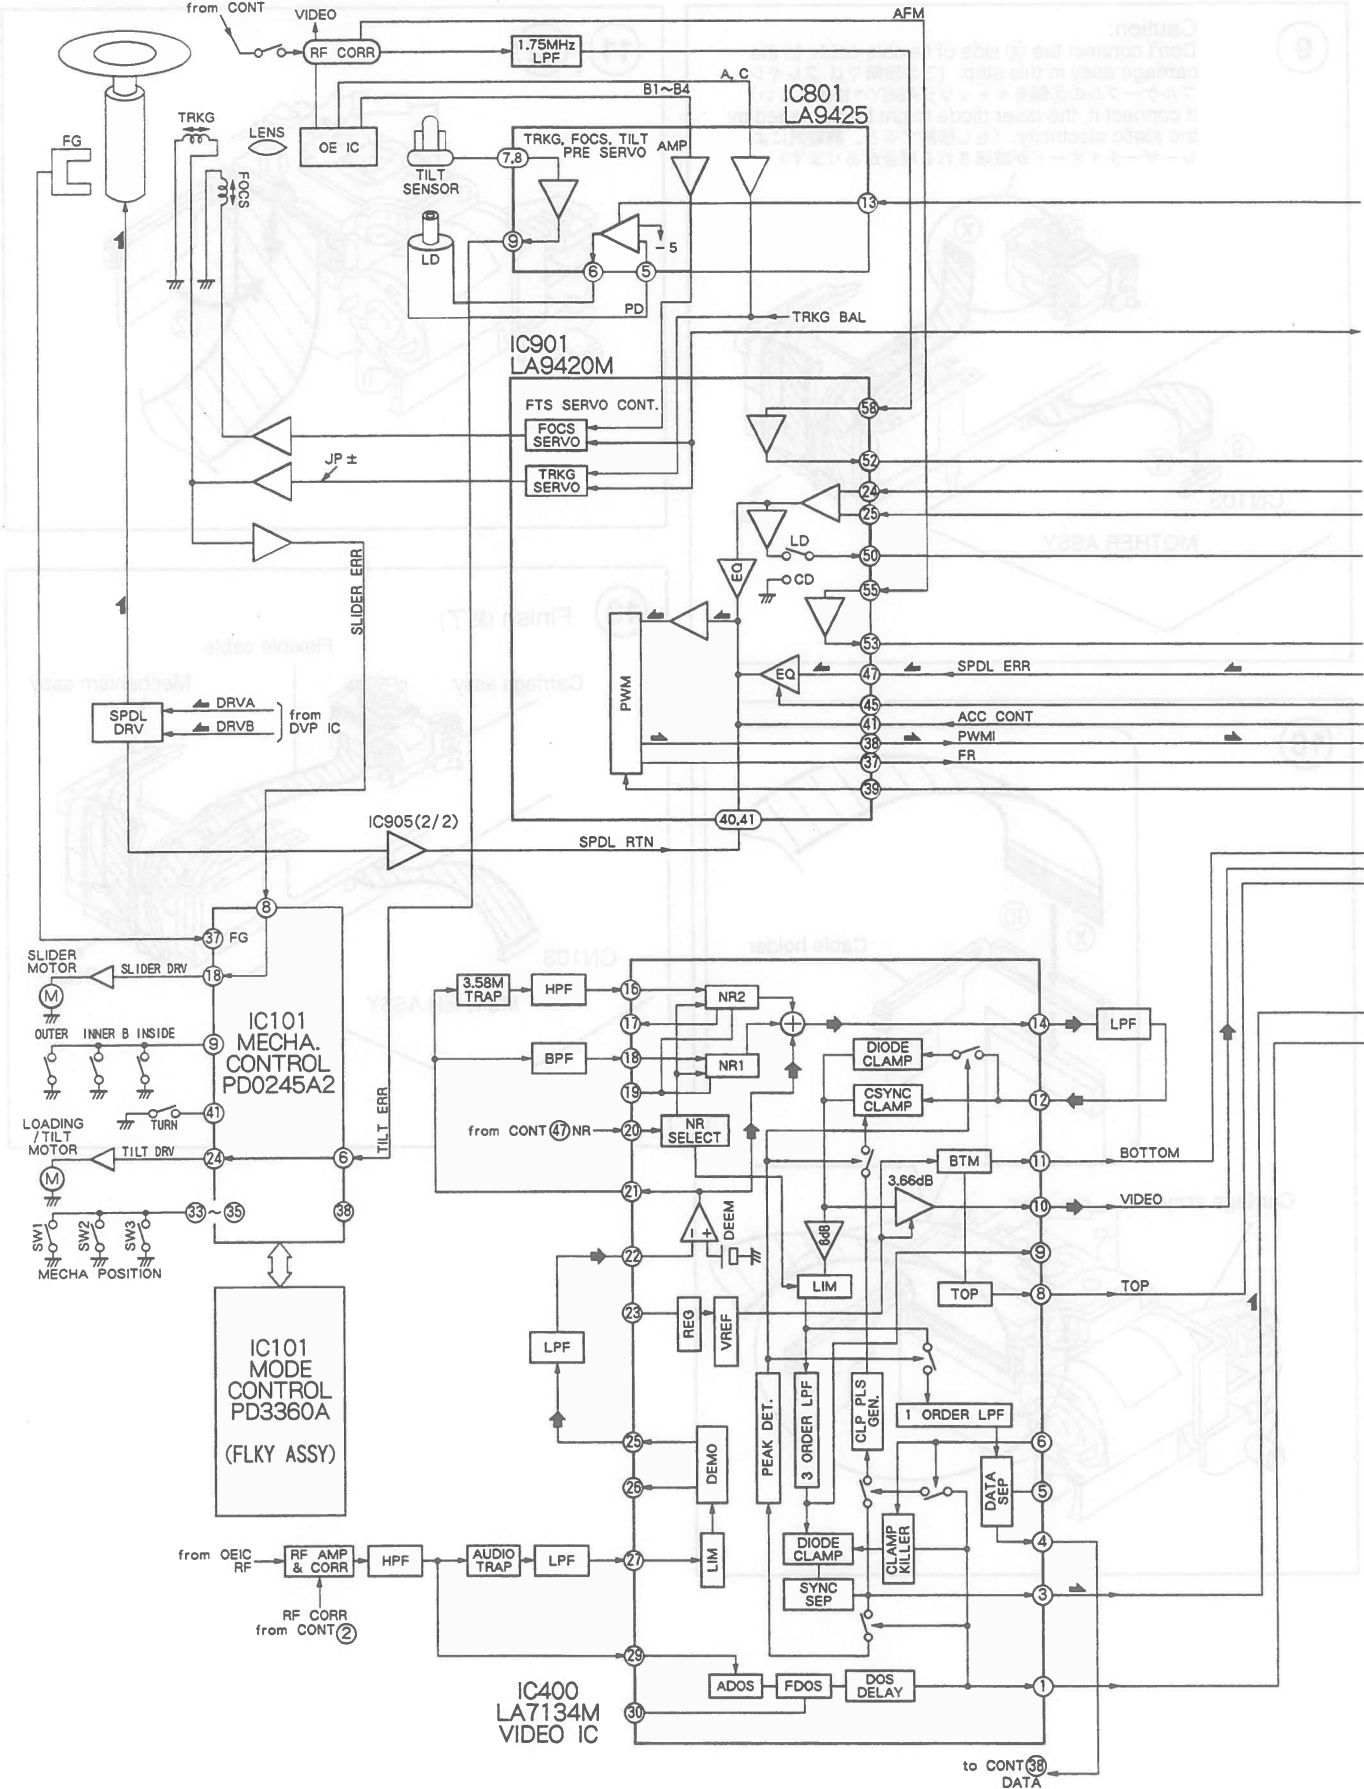 from CONT
VIDEO
AFM
RF CORR
1.75MHz
LPF
A, C
B1~B4
IC801
LA9425
TRKG
FG
LENS
OE IC
TRKG, FOCS, TILT
PRE SERVO
AMP
7,8
TILT
SENSOR
FOCS
13
9
-5
LD
6
5
PD
TRKG BAL
IC901
LA9420M
FTS SERVO CONT.
58
FOCS
SERVO
52
JP ±
TRKG
SERVO
24
25
LD
50
EQ
CD
55
SLIDER ERR
53
EQ
47
SPDL ERR
PWM
45
SPDL
DRV
DRVA
DRVB
from
DVP IC
41
ACC CONT
38
PWMI
37
FR
39
IC905(2/2)
40,41
SPDL RTN
8
37
FG
SLIDER
MOTOR
SLIDER DRV
18
M
OUTER INNER B INSIDE
9
IC101
MECHA.
CONTROL
PD0245A2
TURN
41
LOADING
/TILT
MOTOR
TILT DRV
24
6
TILT ERR
M
33 ~ 35
38
SW1
SW2
SW3
MECHA POSITION
IC101
MODE
CONTROL
PD3360A
(FLKY ASSY)
3.58M
TRAP
HPF
16
NR2
17
14
LPF
BPF
18
NR1
DIODE
CLAMP
19
CSYNC
CLAMP
12
from CONT 47 NR
20
NR
SELECT
BTM
11
BOTTOM
21
3.66dB
10
VIDEO
DEEM
6dB
22
9
LIM
TOP
8
TOP
23
REG
VREF
LPF
PEAK DET.
3 ORDER LPF
CLP PLS
GEN.
1 ORDER LPF
25
DEMO
6
26
DATA
SEP
5
from OEIC
RF
RF AMP
& CORR
HPF
AUDIO
TRAP
LPF
27
LIM
DIODE
CLAMP
CLAMP
KILLER
4
SYNC
SEP
3
RF CORR
from CONT 2
29
ADOS
FDOS
DOS
DELAY
1
30
IC400
LA7134M
VIDEO IC
to CONT 38
DATA